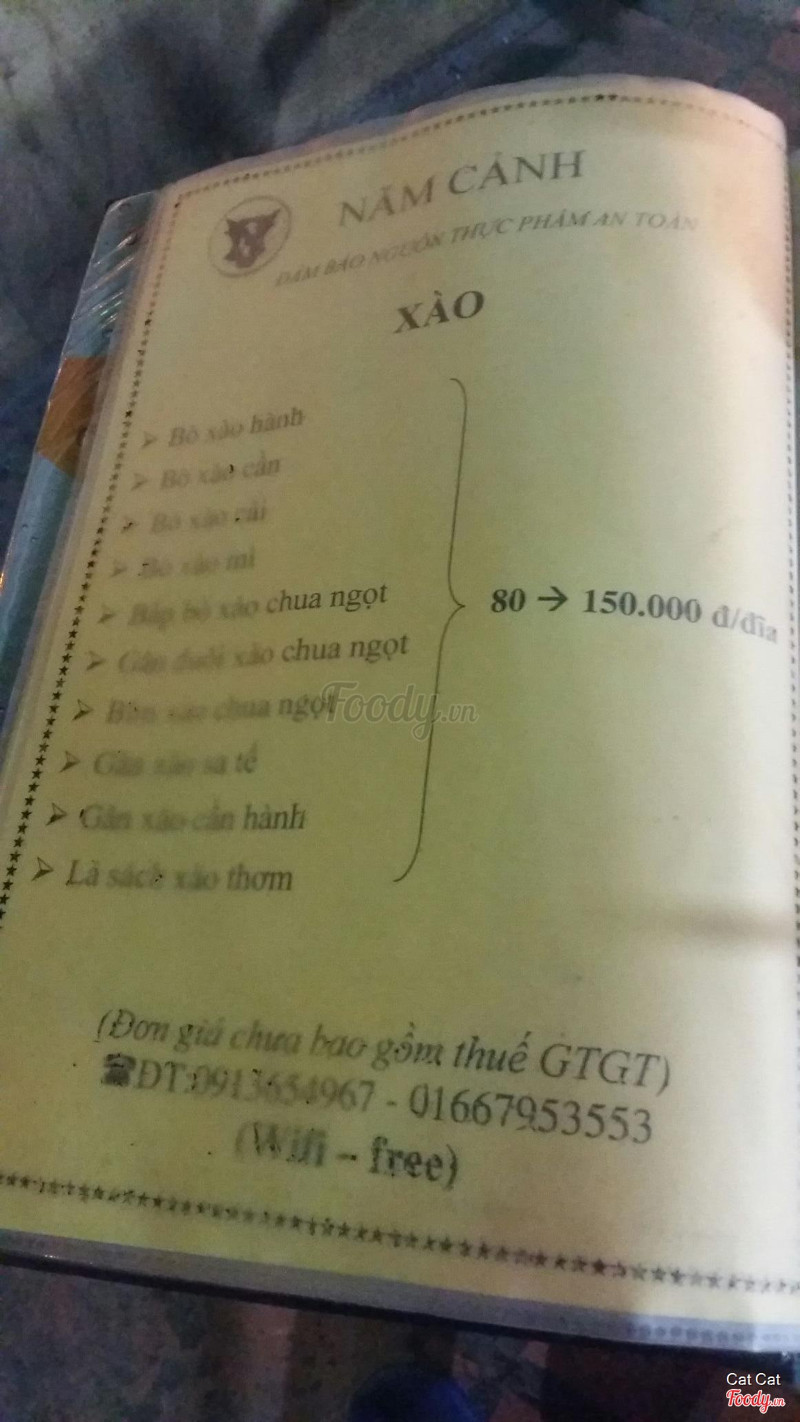 NĂM CẢNH
ĐẢM BẢO NGUỒN THỰC PHẨM AN TOÀN
XÀO
Bò xào hành
Bò xào cần
Bò xào cải
Bò xào mì
Bắp bò xào chua ngọt
Gân đuôi xào chua ngọt
xào chua ngọt
Gân xào sa tế
Gân xào cần hành
Là sách xào thơm
80 → 150.000 đ/đĩa
Foody.vn
(Đơn giá chưa bao gồm thuế GTGT)
☎ĐT:0913654967 - 01667953553
(Wifi – free)
Cat Cat
Foody.vn